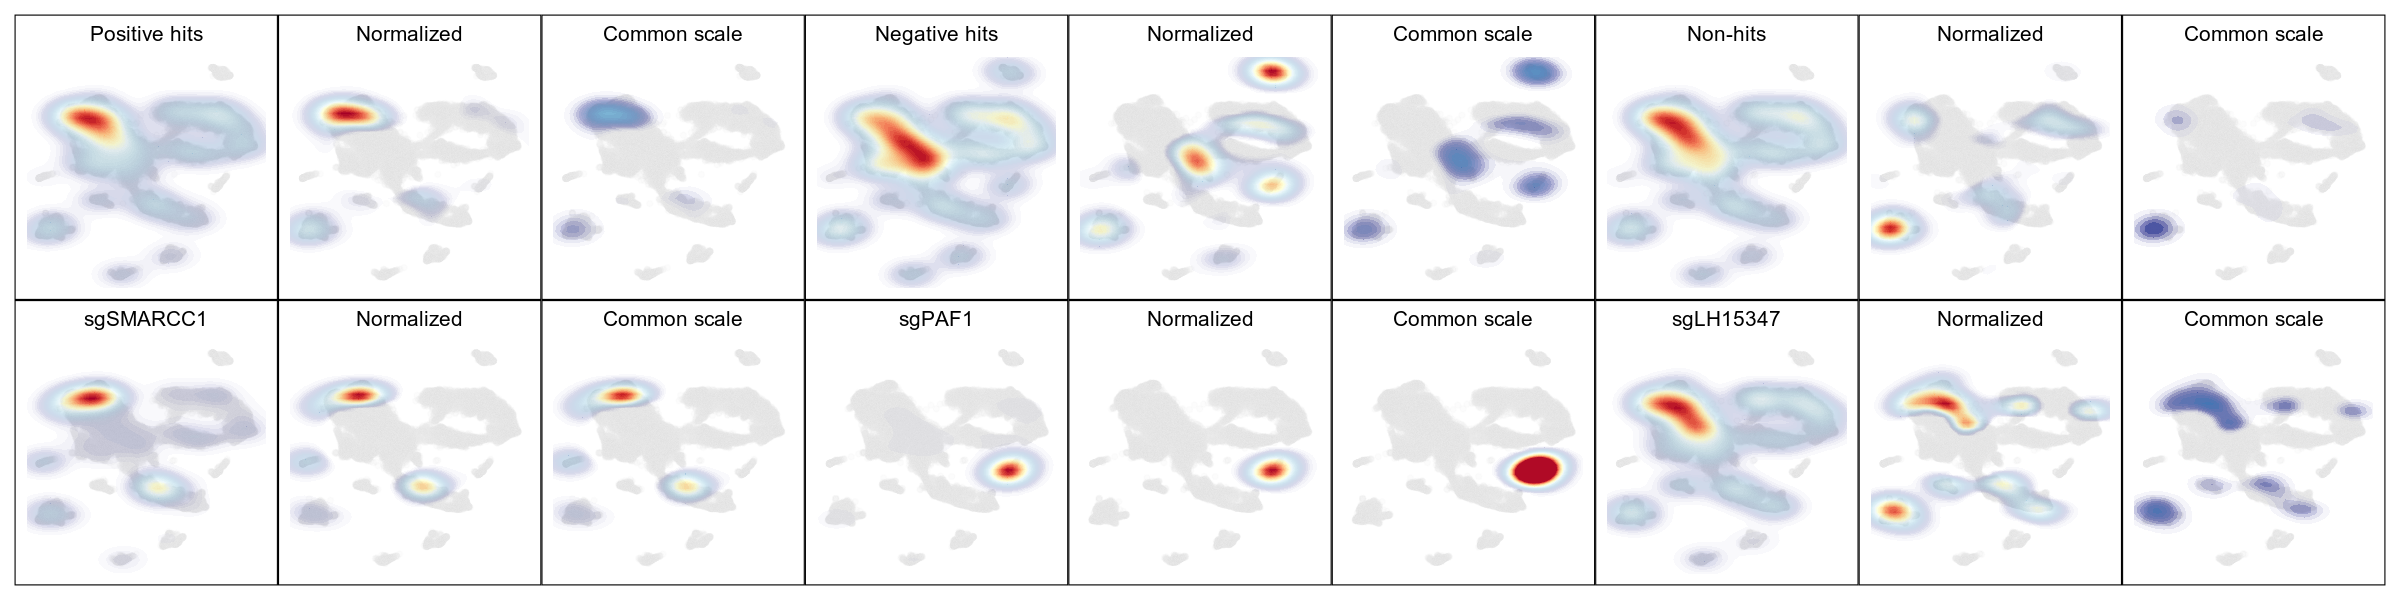 Positive hits
Normalized
Common scale
Negative hits
Normalized
Common scale
Non-hits
Normalized
Common scale
sgSMARCC1
Normalized
Common scale
sgPAF1
Normalized
Common scale
sgLH15347
Normalized
Common scale